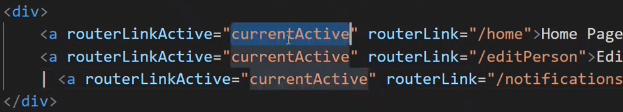 <div>
<a routerLinkActive="currentActive" routerLink="/home">Home Page
<a routerLinkActive="currentActive" routerLink="/editPerson">Edi
| <a routerLinkActive="currentActive" routerLink="/notifications
</div>